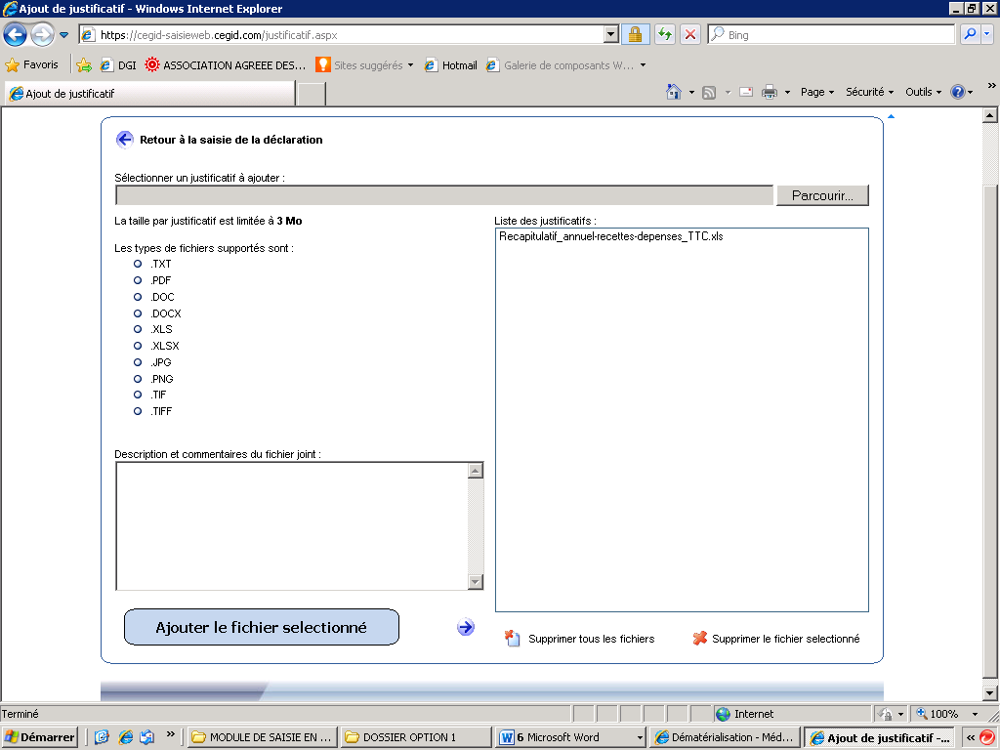 Ajout de justificatif - Windows Internet Explorer
https://cegid-saisieweb.cegid.com/justificatif.aspx
Bing
Favoris DGI ASSOCIATION AGREEE DES... Sites suggérés Hotmail Galerie de composants W...
Ajout de justificatif Page Sécurité Outils »
Retour à la saisie de la déclaration
Sélectionner un justificatif à ajouter :
Parcourir...
La taille par justificatif est limitée à 3 Mo
Liste des justificatifs :
Recapitulatif_annuel-recettes-depenses_TTC.xls
Les types de fichiers supportés sont :
.TXT
.PDF
.DOC
.DOCX
.XLS
.XLSX
.JPG
.PNG
.TIF
.TIFF
Description et commentaires du fichier joint :
Ajouter le fichier selectionné
Supprimer tous les fichiers Supprimer le fichier selectionné
Terminé Internet 100%
Démarrer » MODULE DE SAISIE EN ... DOSSIER OPTION 1 6 Microsoft Word Dématérialisation - Méd... Ajout de justificatif -... «